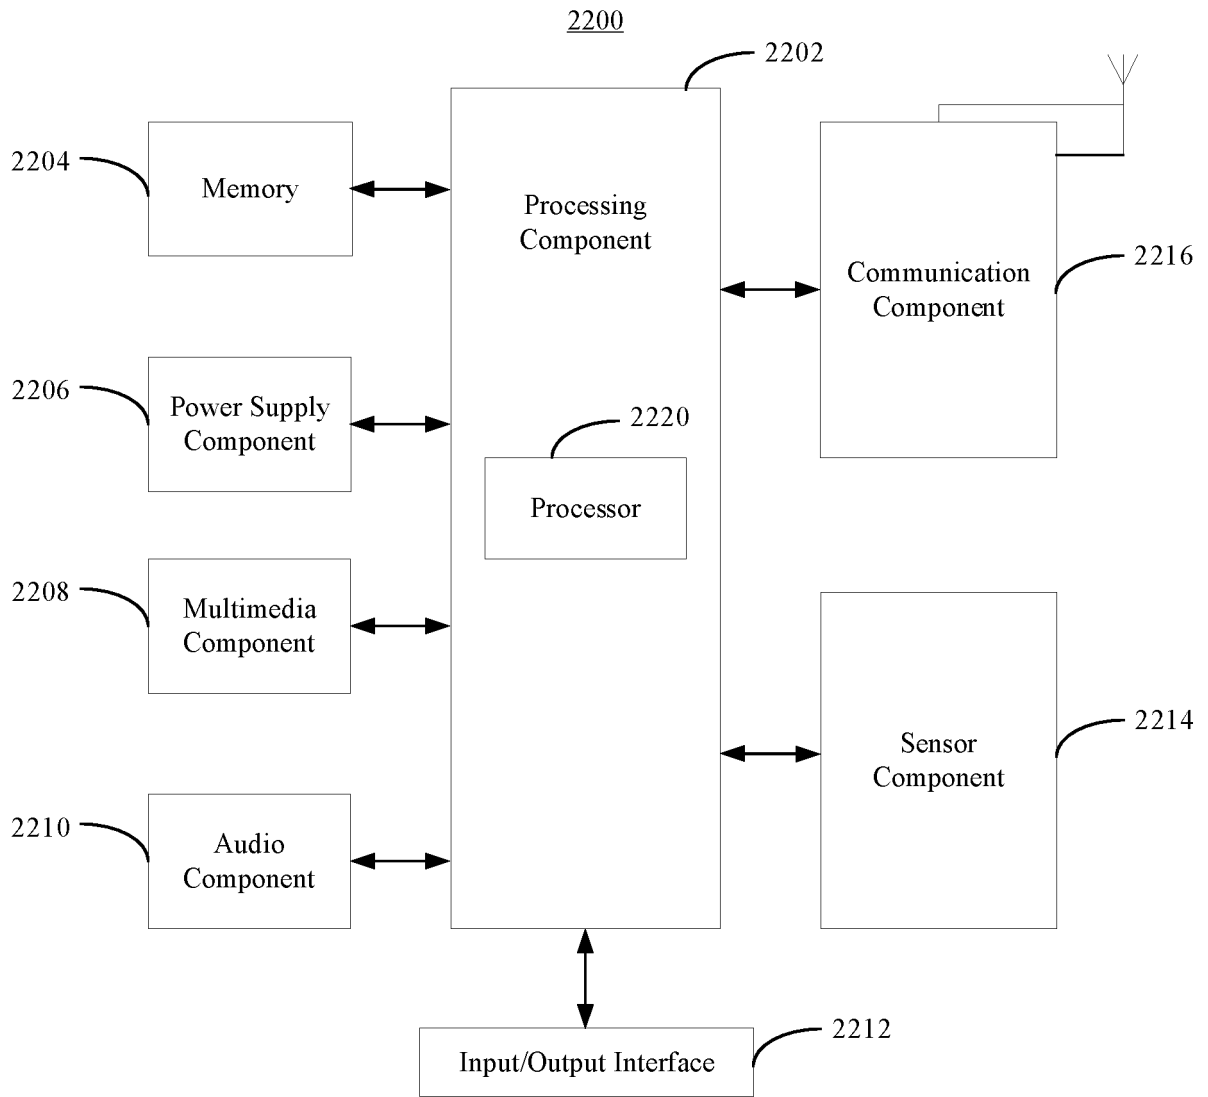 2200
2202
2204
Memory
Processing
Component
2216
Communication
Component
2206
Power Supply
Component
2220
Processor
2208
Multimedia
Component
2214
Sensor
Component
2210
Audio
Component
2212
Input/Output Interface